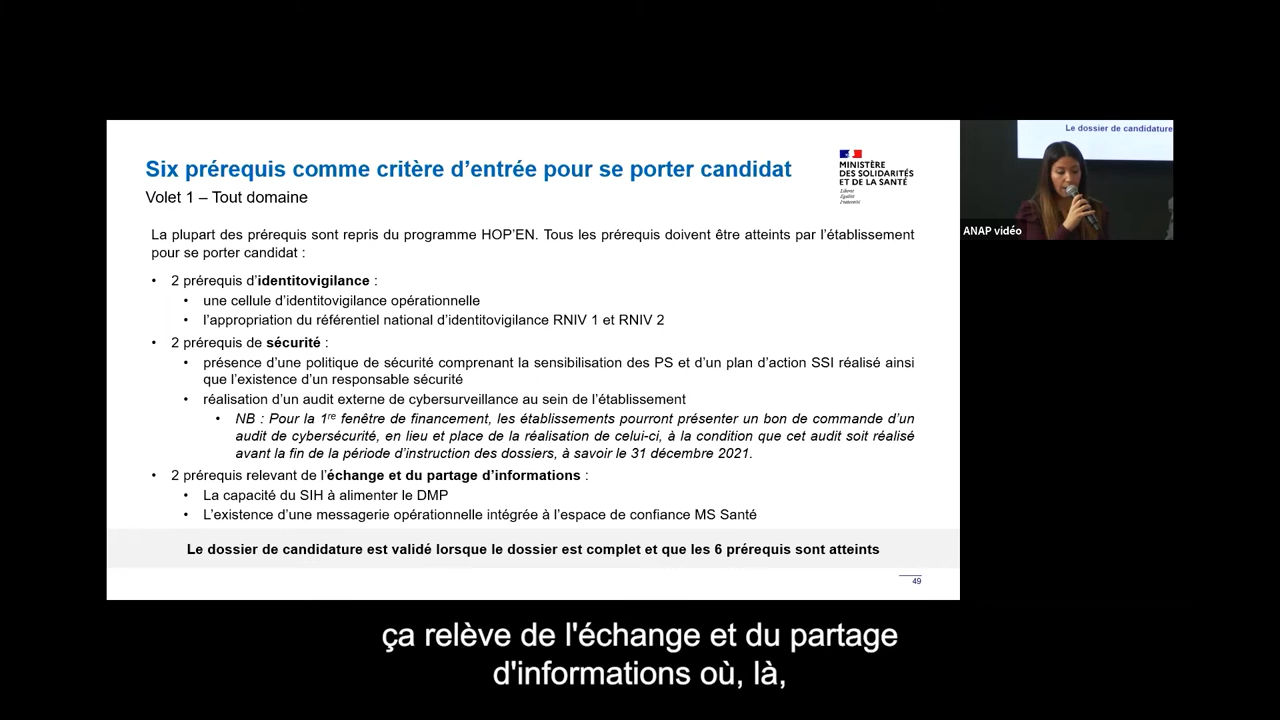 Six prérequis comme critère d’entrée pour se porter candidat
Volet 1 – Tout domaine
MINISTÈRE
DES SOLIDARITÉS
ET DE LA SANTÉ
Liberté
Égalité
Fraternité
La plupart des prérequis sont repris du programme HOP’EN. Tous les prérequis doivent être atteints par l’établissement
pour se porter candidat :
• 2 prérequis d’identitovigilance :
• une cellule d’identitovigilance opérationnelle
• l’appropriation du référentiel national d’identitovigilance RNIV 1 et RNIV 2
• 2 prérequis de sécurité :
• présence d’une politique de sécurité comprenant la sensibilisation des PS et d’un plan d’action SSI réalisé ainsi
que l’existence d’un responsable sécurité
• réalisation d’un audit externe de cybersurveillance au sein de l’établissement
• NB : Pour la 1re fenêtre de financement, les établissements pourront présenter un bon de commande d’un
audit de cybersécurité, en lieu et place de la réalisation de celui-ci, à la condition que cet audit soit réalisé
avant la fin de la période d’instruction des dossiers, à savoir le 31 décembre 2021.
• 2 prérequis relevant de l’échange et du partage d’informations :
• La capacité du SIH à alimenter le DMP
• L’existence d’une messagerie opérationnelle intégrée à l’espace de confiance MS Santé
Le dossier de candidature est validé lorsque le dossier est complet et que les 6 prérequis sont atteints
49
Le dossier de candidature
ANAP vidéo
ça relève de l'échange et du partage
d'informations où, là,